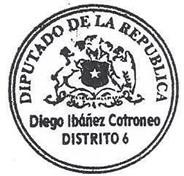 DIPUTADO DE LA REPUBLICA
Diego Ibáñez Cotroneo
DISTRITO 6